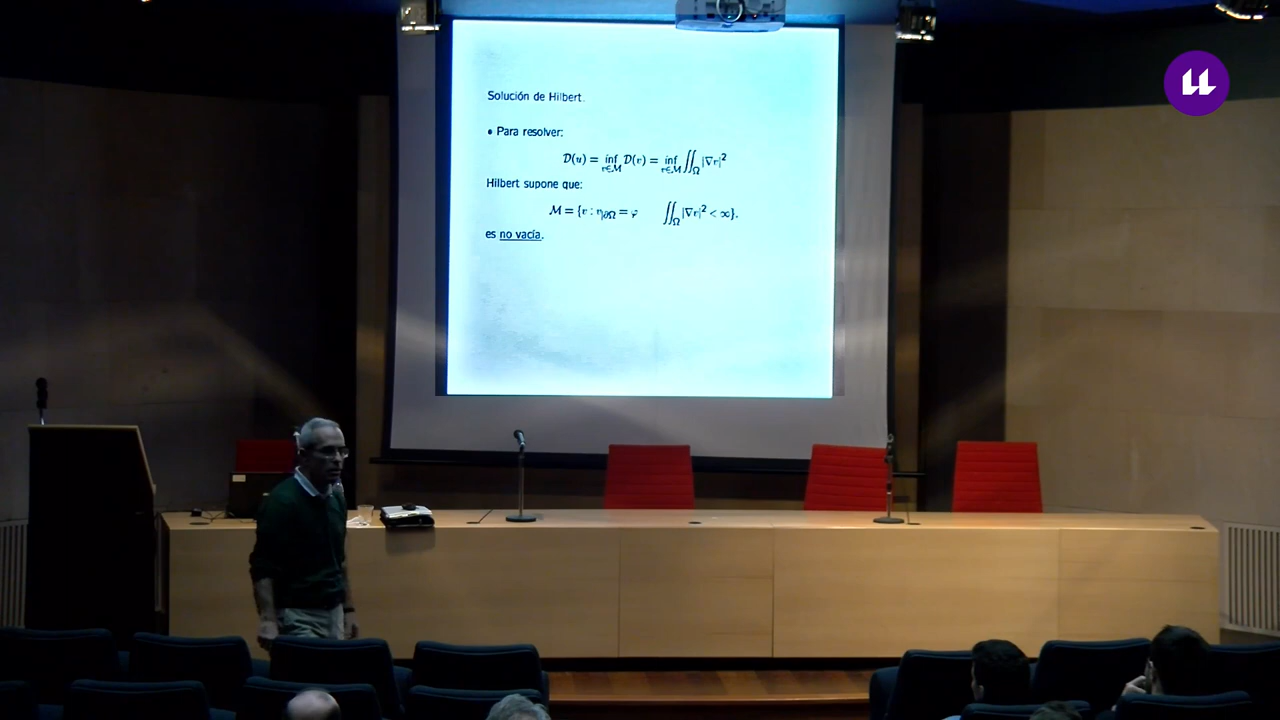 Solución de Hilbert.
• Para resolver:
𝒟(u) = inf_{v∈ℳ} 𝒟(v) = inf_{v∈ℳ} ∬_Ω |∇v|²
Hilbert supone que:
ℳ = {v : v|∂Ω = φ ∬_Ω |∇v|² < ∞},
es no vacía.